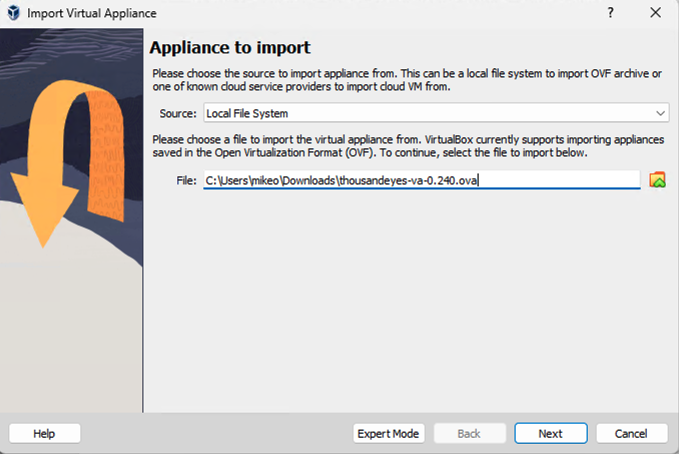 Import Virtual Appliance
?
Appliance to import
Please choose the source to import appliance from. This can be a local file system to import OVF archive or
one of known cloud service providers to import cloud VM from.
Source: Local File System
Please choose a file to import the virtual appliance from. VirtualBox currently supports importing appliances
saved in the Open Virtualization Format (OVF). To continue, select the file to import below.
File: C:\Users\mikeo\Downloads\thousandeyes-va-0.240.ova
Help Expert Mode Back Next Cancel